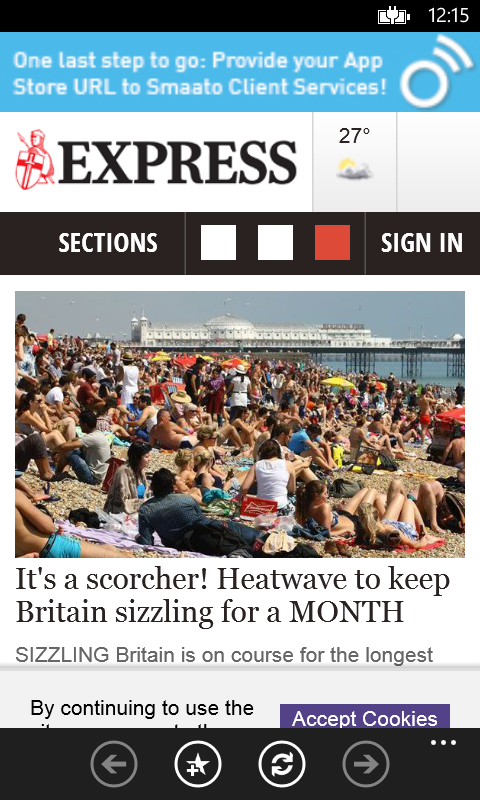 12:15
One last step to go: Provide your App
Store URL to Smaato Client Services!
EXPRESS
27°
SECTIONS
SIGN IN
It's a scorcher! Heatwave to keep
Britain sizzling for a MONTH
SIZZLING Britain is on course for the longest
By continuing to use the
Accept Cookies